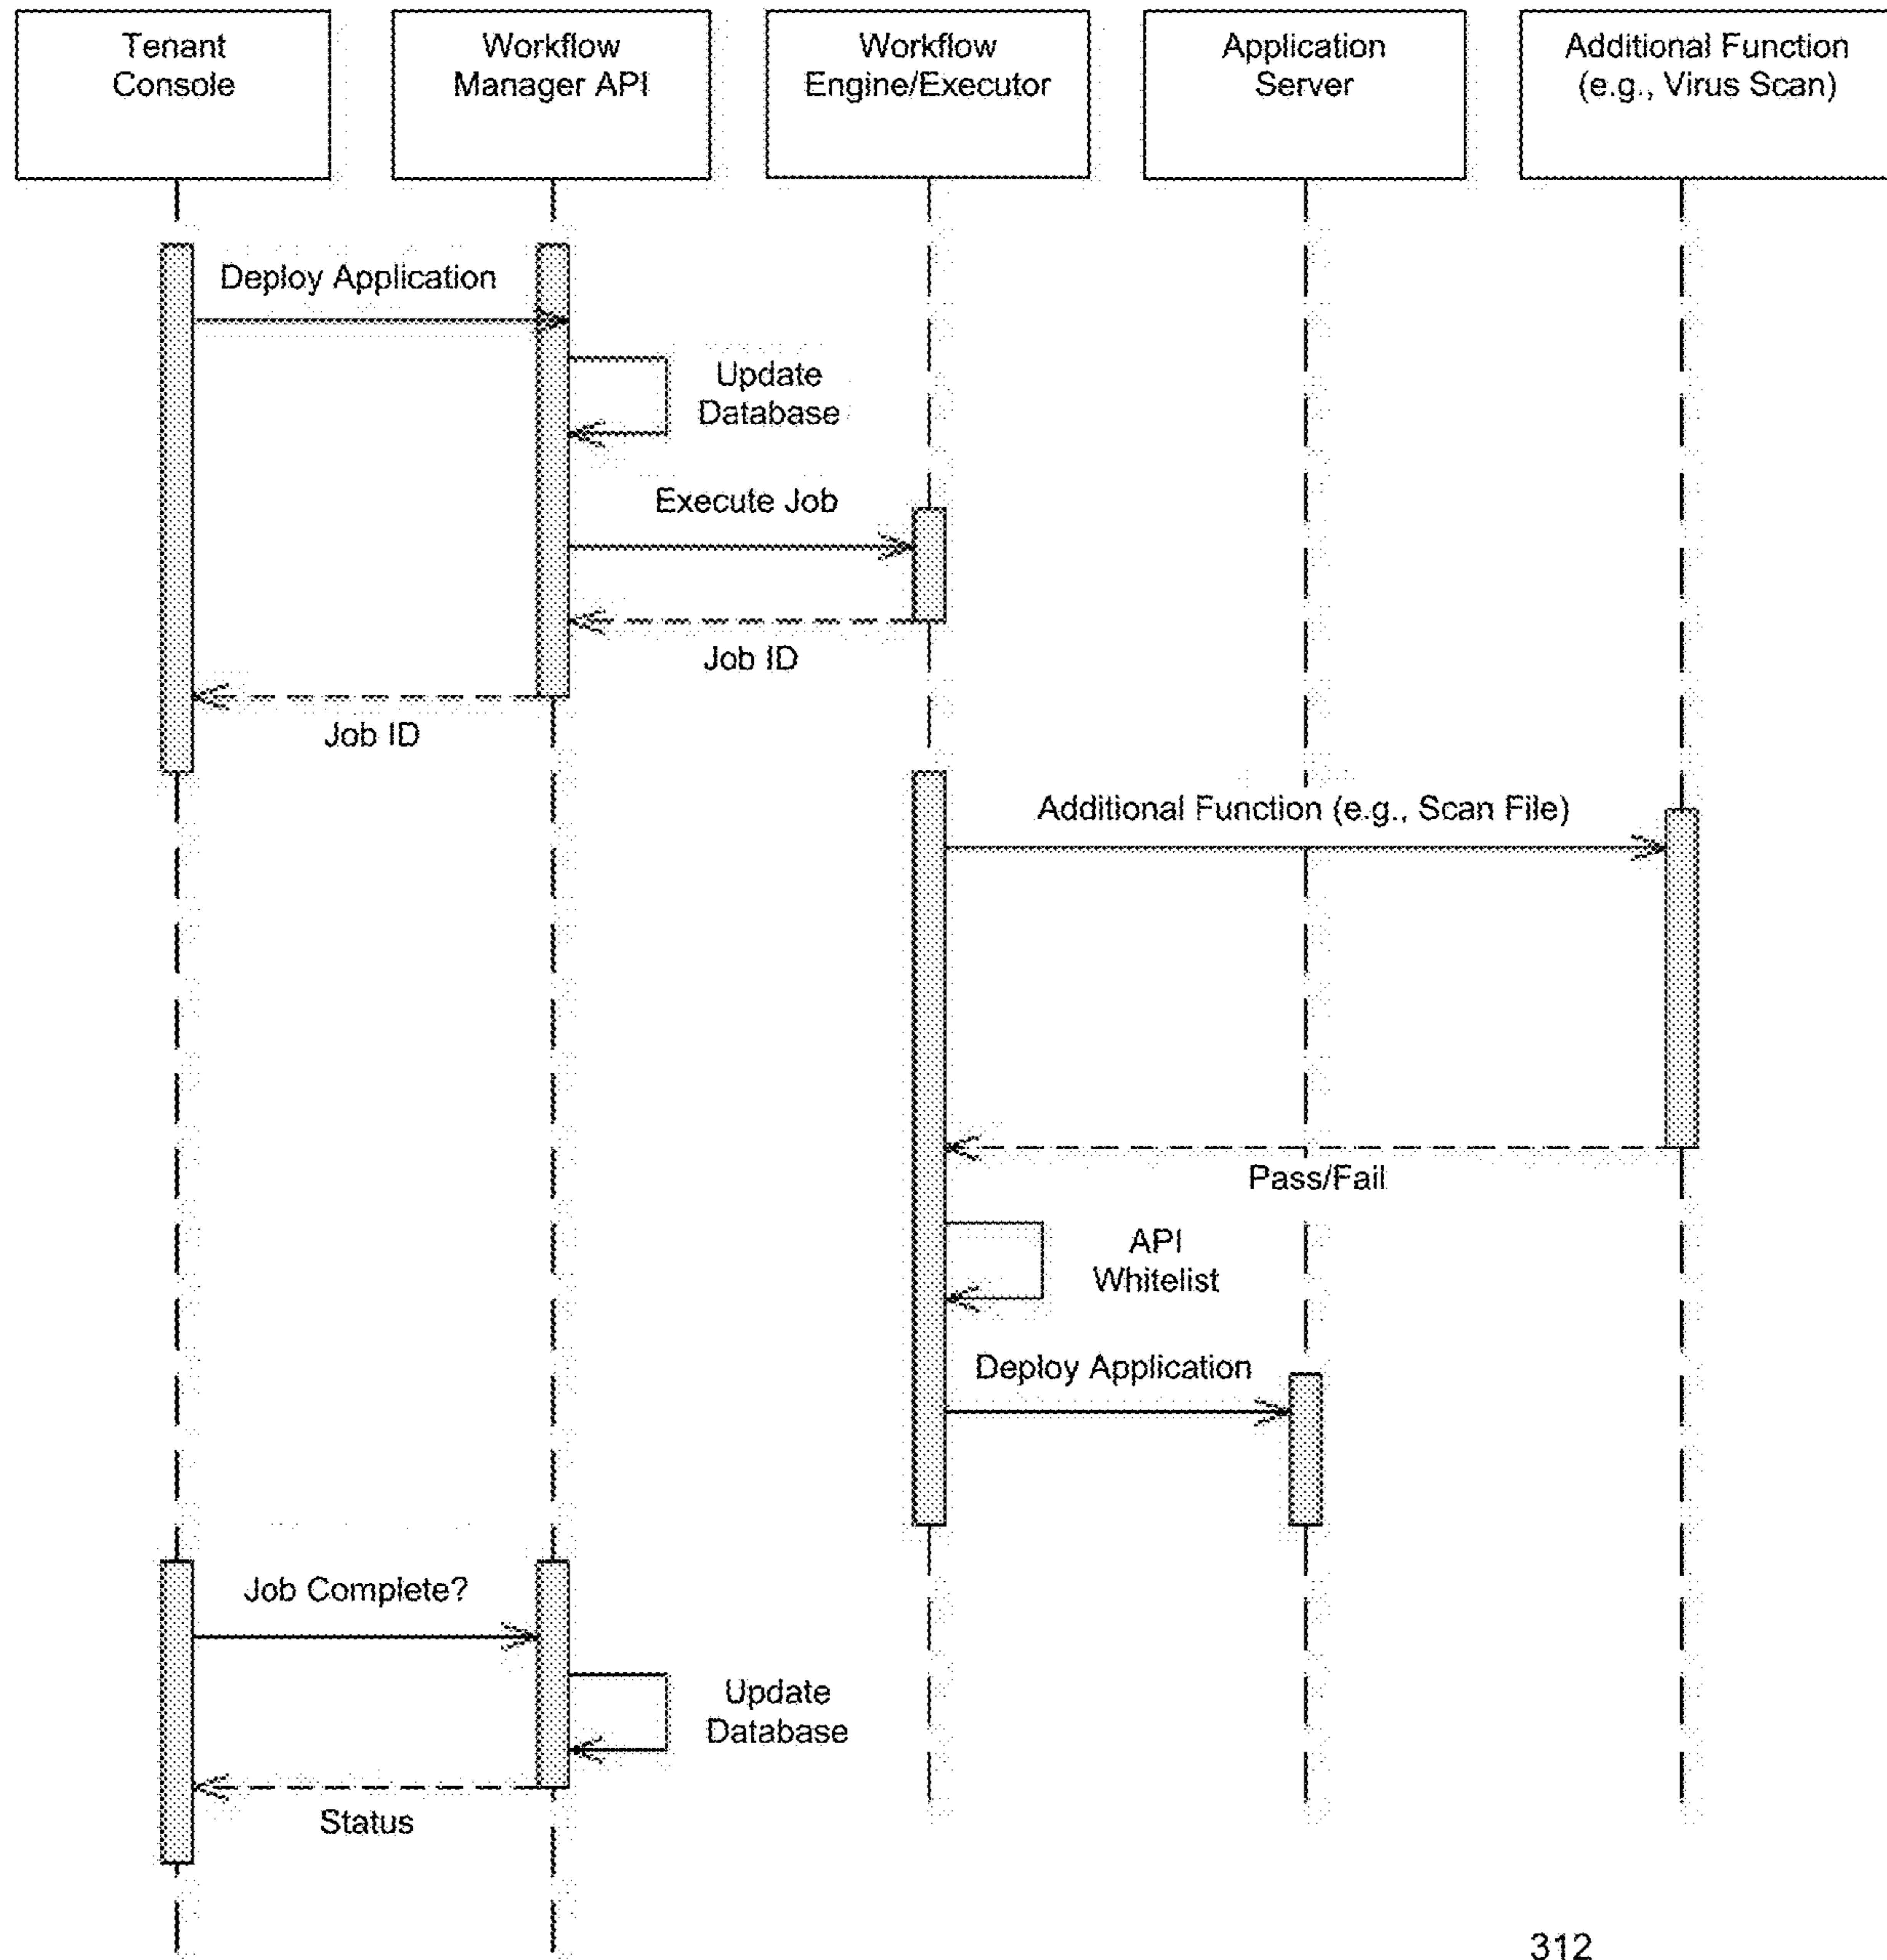 Tenant
Console
Workflow
Manager API
Workflow
Engine/Executor
Application
Server
Additional Function
(e.g., Virus Scan)
Deploy Application
Update
Database
Execute Job
Job ID
Job ID
Additional Function (e.g., Scan File)
Pass/Fail
API
Whitelist
Deploy Application
Job Complete?
Update
Database
Status
312